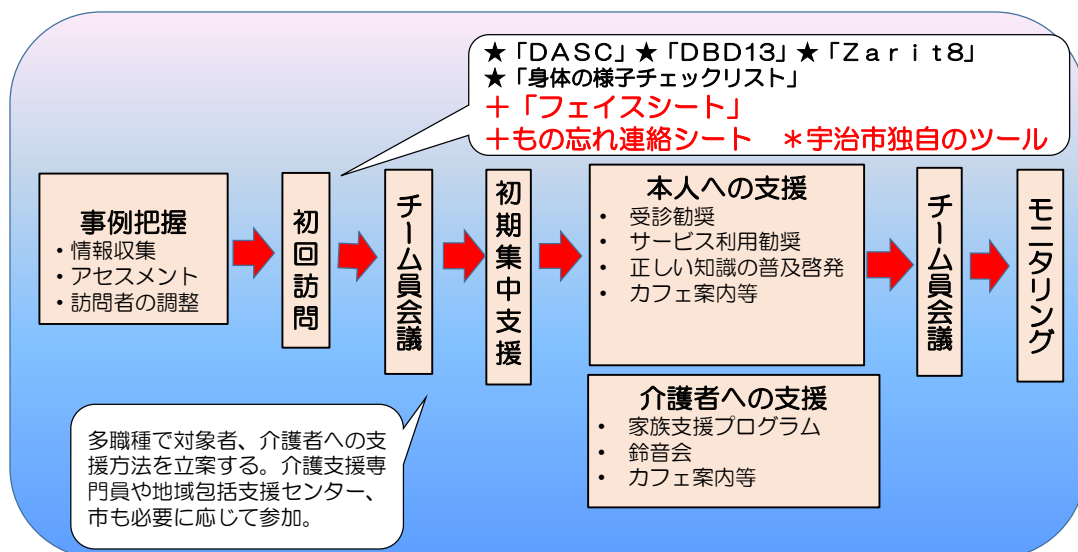 ★「DASC」★「DBD13」★「Zarit8」
★「身体の様子チェックリスト」
＋「フェイスシート」
＋もの忘れ連絡シート　＊宇治市独自のツール
事例把握
・情報収集
・アセスメント
・訪問者の調整
初回訪問
チーム員会議
初期集中支援
本人への支援
• 受診勧奨
• サービス利用勧奨
• 正しい知識の普及啓発
• カフェ案内等
介護者への支援
• 家族支援プログラム
• 鈴音会
• カフェ案内等
チーム員会議
モニタリング
多職種で対象者、介護者への支
援方法を立案する。介護支援専
門員や地域包括支援センター、
市も必要に応じて参加。